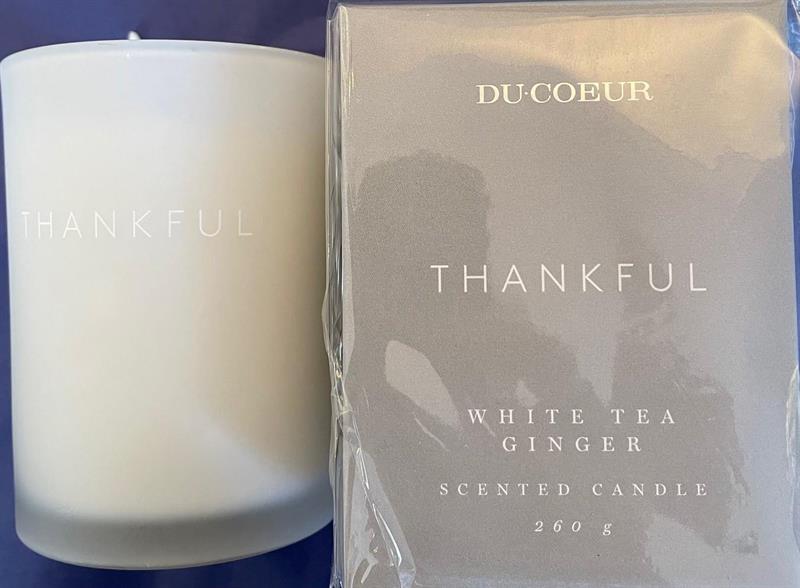 THANKFUL
DU·COEUR
THANKFUL
WHITE TEA
GINGER
SCENTED CANDLE
260 g